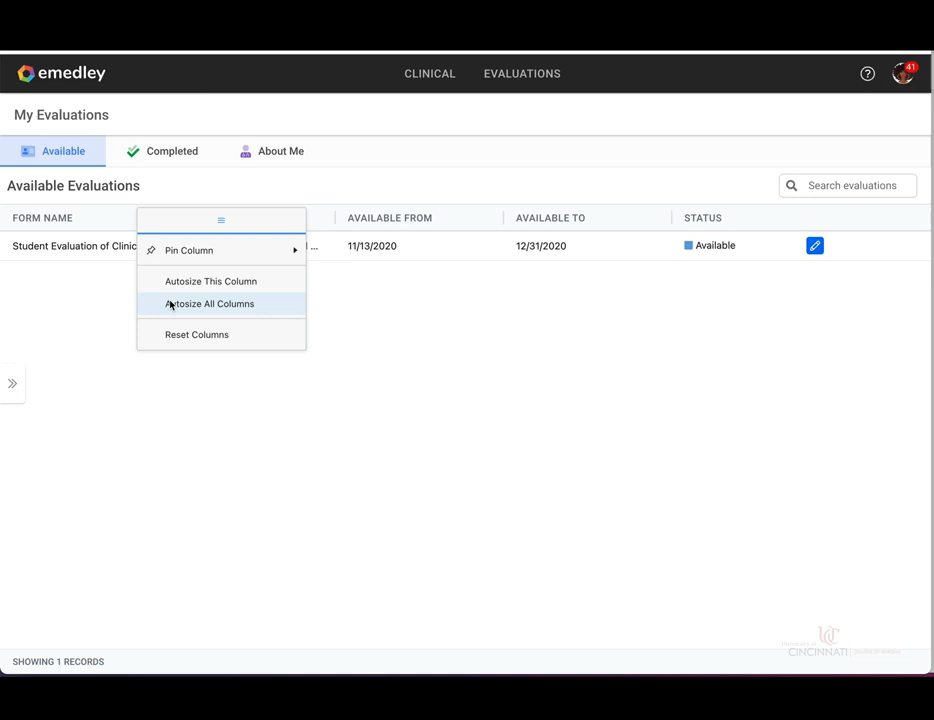 emedley
CLINICAL
EVALUATIONS
41
My Evaluations
Available
Completed
About Me
Available Evaluations
Search evaluations
FORM NAME
AVAILABLE FROM
AVAILABLE TO
STATUS
Student Evaluation of Clinic
...
11/13/2020
12/31/2020
Available
Pin Column
Autosize This Column
Autosize All Columns
Reset Columns
University of
CINCINNATI
SHOWING 1 RECORDS